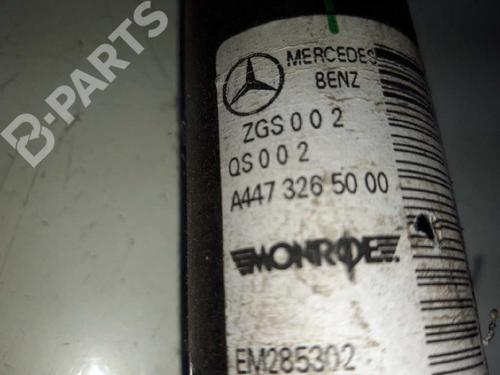 B-PARTS
MERCEDES
BENZ
ZGS 0 0 2
QS 0 0 2
A447 326 50 00
MONROE
EM285302